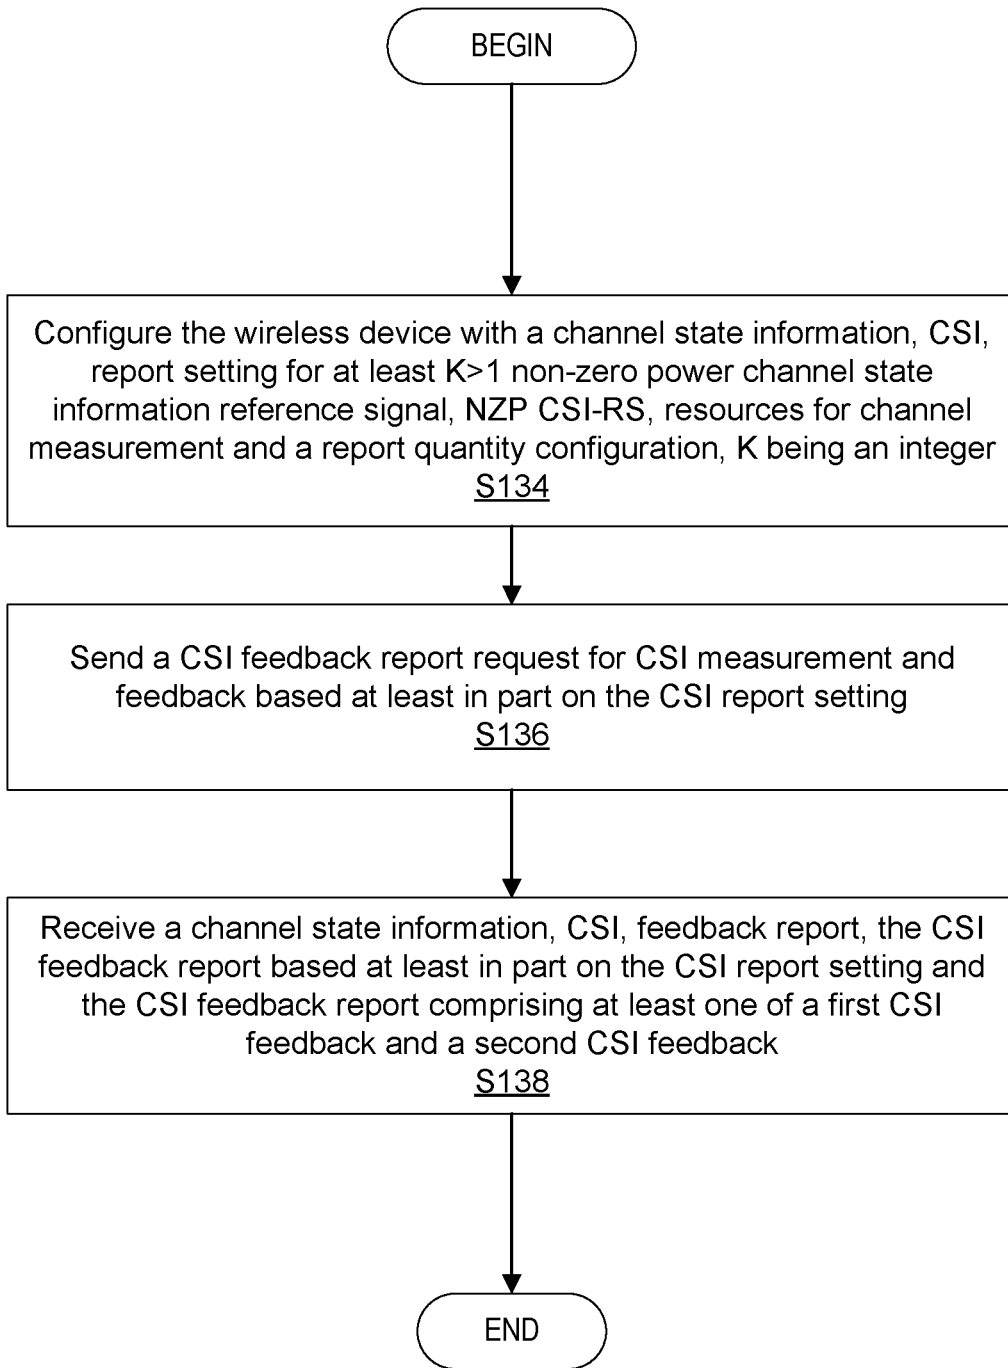 BEGIN
Configure the wireless device with a channel state information, CSI,
report setting for at least K>1 non-zero power channel state
information reference signal, NZP CSI-RS, resources for channel
measurement and a report quantity configuration, K being an integer
S134
Send a CSI feedback report request for CSI measurement and
feedback based at least in part on the CSI report setting
S136
Receive a channel state information, CSI, feedback report, the CSI
feedback report based at least in part on the CSI report setting and
the CSI feedback report comprising at least one of a first CSI
feedback and a second CSI feedback
S138
END